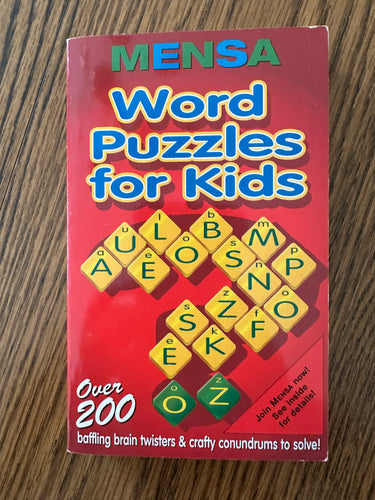 MENSA
Word
Puzzles
for Kids
A U L O B M
E S N P
S Z F O
E K
O Z
Over
200
baffling brain twisters & crafty conundrums to solve!
Join MENSA now!
See inside
for details!